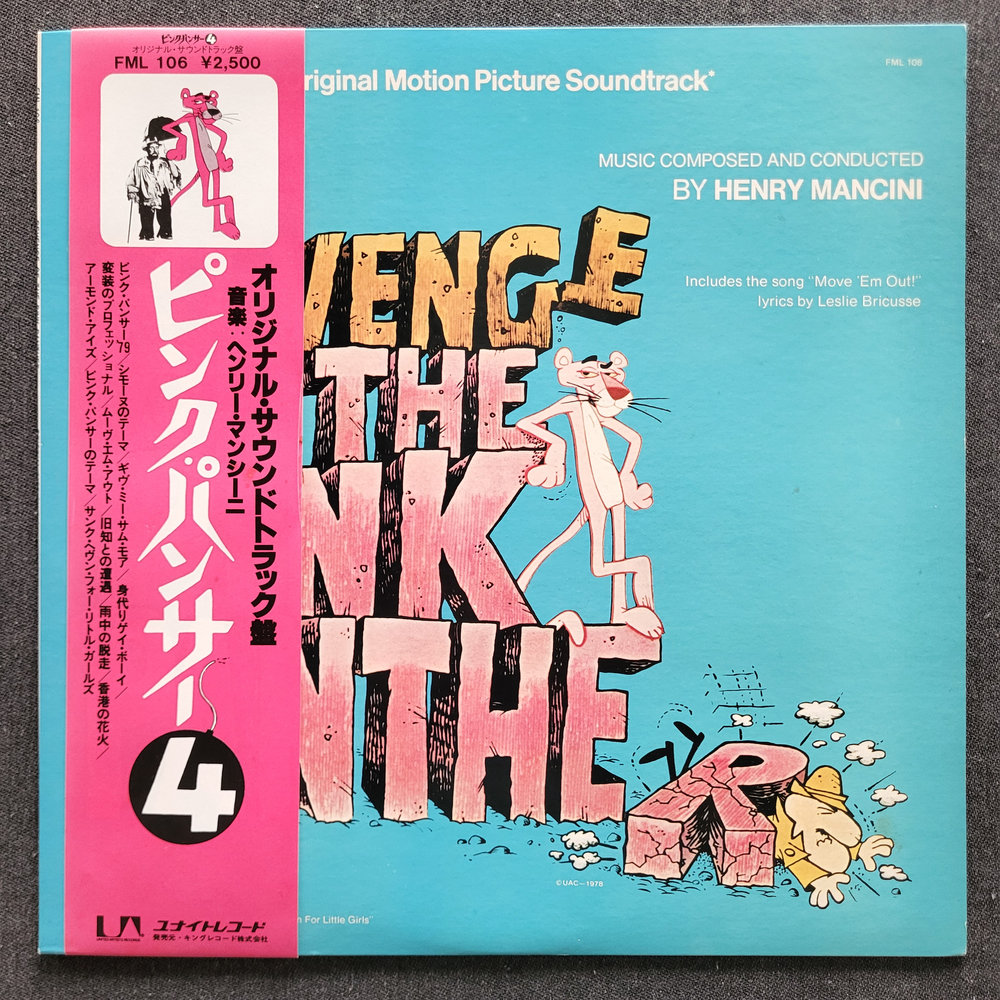 ピンクパンサー4
オリジナル・サウンドトラック盤
FML 106 ¥2,500
オリジナル・サウンドトラック盤
音楽:ヘンリー・マンシーニ
ピンク・パンサー4
ピンク・パンサー'79/シモーヌのテーマ/ギヴ・ミー・サム・モア/身代りゲイ・ボーイ/
変装のプロフェッショナル/ムーヴ・エム・アウト/旧知との遭遇/雨中の脱走/香港の花火/
アーモンド・アイズ/ピンク・パンサーのテーマ/サンク・ヘヴン・フォー・リトル・ガールズ
UA
UNITED ARTISTS RECORDS
ユナイトレコード
発売元・キングレコード株式会社
FML 106
riginal Motion Picture Soundtrack*
MUSIC COMPOSED AND CONDUCTED
BY HENRY MANCINI
Includes the song "Move 'Em Out!"
lyrics by Leslie Bricusse
VENGE
THE
NK
NTHE
R
©UAC–1978
n For Little Girls"